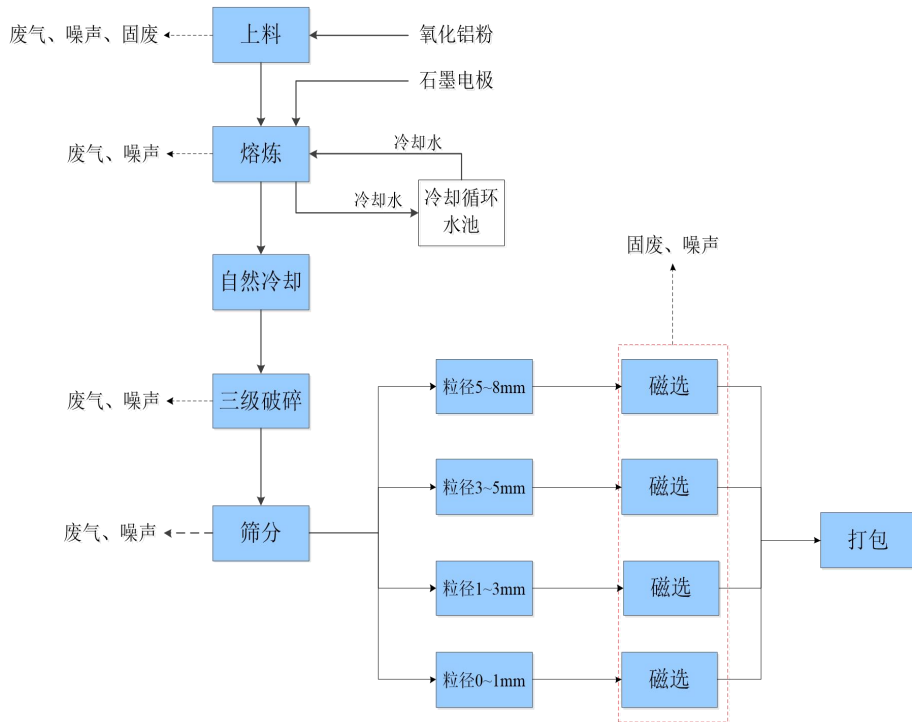 废气、噪声、固废
上料
氧化铝粉
石墨电极
废气、噪声
熔炼
冷却水
冷却水
冷却循环
水池
自然冷却
固废、噪声
废气、噪声
三级破碎
粒径5~8mm
磁选
粒径3~5mm
磁选
废气、噪声
筛分
打包
粒径1~3mm
磁选
粒径0~1mm
磁选